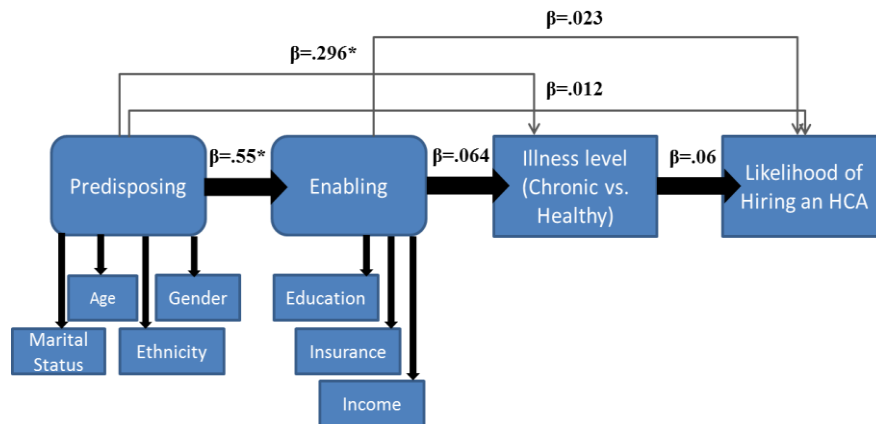 β=.023
β=.296*
β=.012
Predisposing
β=.55*
Enabling
β=.064
Illness level
(Chronic vs.
Healthy)
β=.06
Likelihood of
Hiring an HCA
Age
Gender
Education
Marital
Status
Ethnicity
Insurance
Income